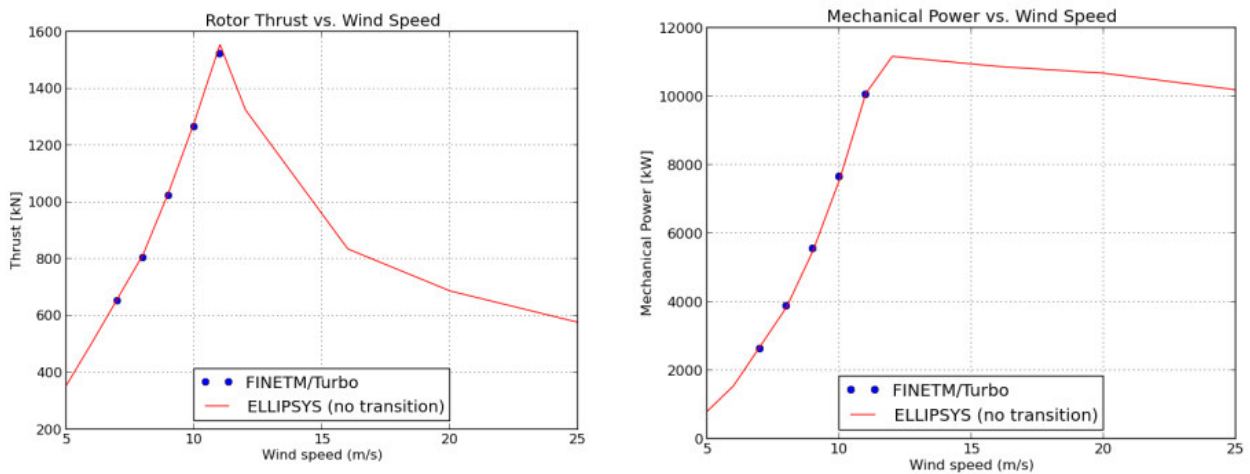 Rotor Thrust vs. Wind Speed
1600
1400
1200
1000
800
600
400
200
Thrust [kN]
FINETM/Turbo
ELLIPSYS (no transition)
5 10 15 20 25
Wind speed (m/s)
Mechanical Power vs. Wind Speed
12000
10000
8000
6000
4000
2000
0
Mechanical Power [kW]
FINETM/Turbo
ELLIPSYS (no transition)
5 10 15 20 25
Wind speed (m/s)